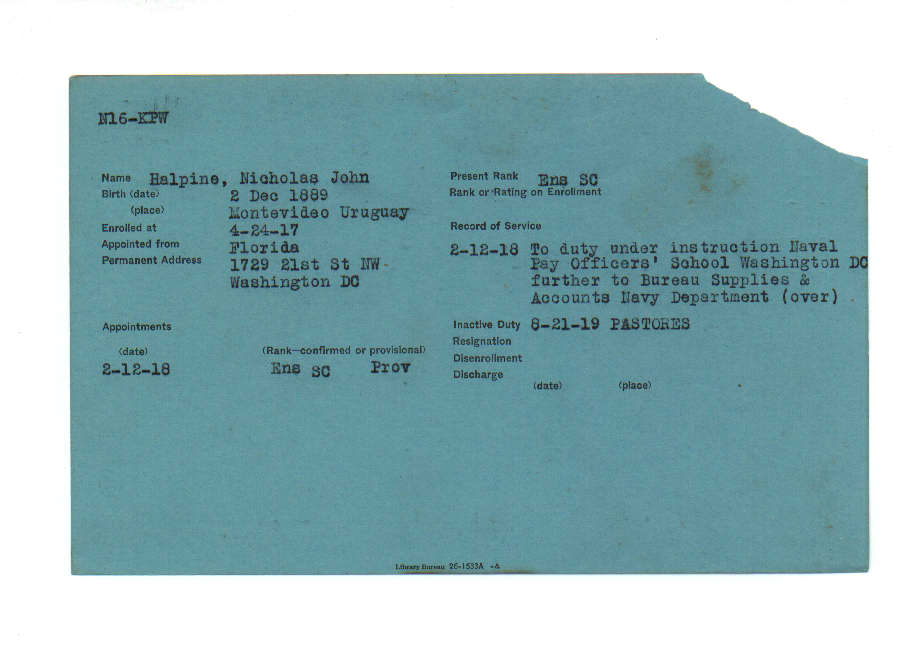 N16-KPW
Name Halpine, Nicholas John
Birth (date) 2 Dec 1889
(place) Montevideo Uruguay
Enrolled at 4-24-17
Appointed from Florida
Permanent Address 1729 21st St NW
Washington DC
Appointments
(date) (Rank—confirmed or provisional)
2-12-18 Ens SC Prov
Present Rank Ens SC
Rank or Rating on Enrollment
Record of Service
2-12-18 To duty under instruction Naval
Pay Officers' School Washington DC
further to Bureau Supplies &
Accounts Navy Department (over)
Inactive Duty 8-21-19 PASTORES
Resignation
Disenrollment
Discharge
(date) (place)
Library Bureau 26-1533A -A